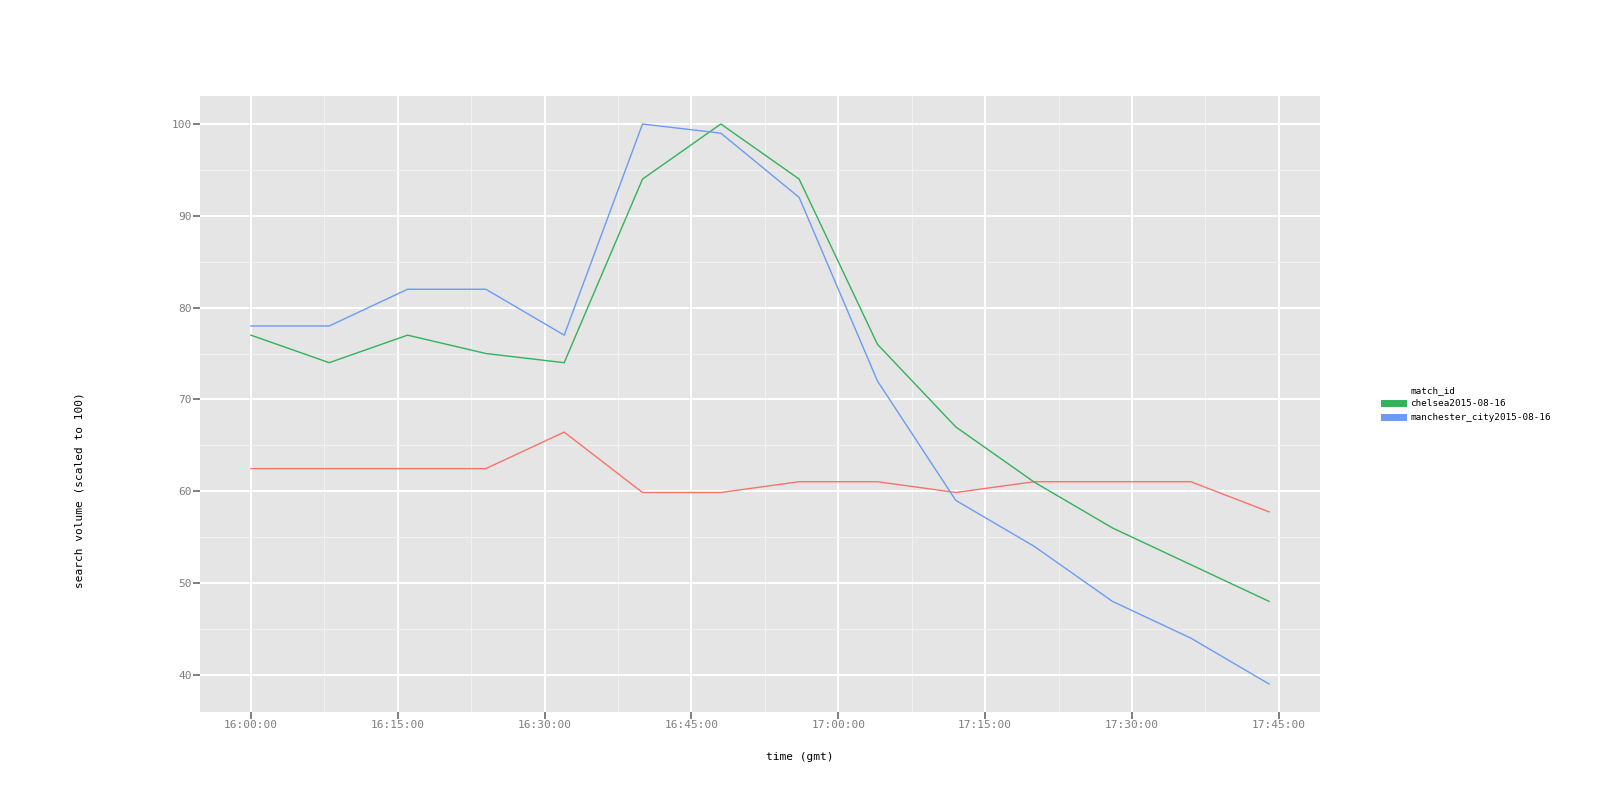 100
90
80
70
60
50
40
search volume (scaled to 100)
16:00:00 16:15:00 16:30:00 16:45:00 17:00:00 17:15:00 17:30:00 17:45:00
time (gmt)
match_id
chelsea2015-08-16
manchester_city2015-08-16